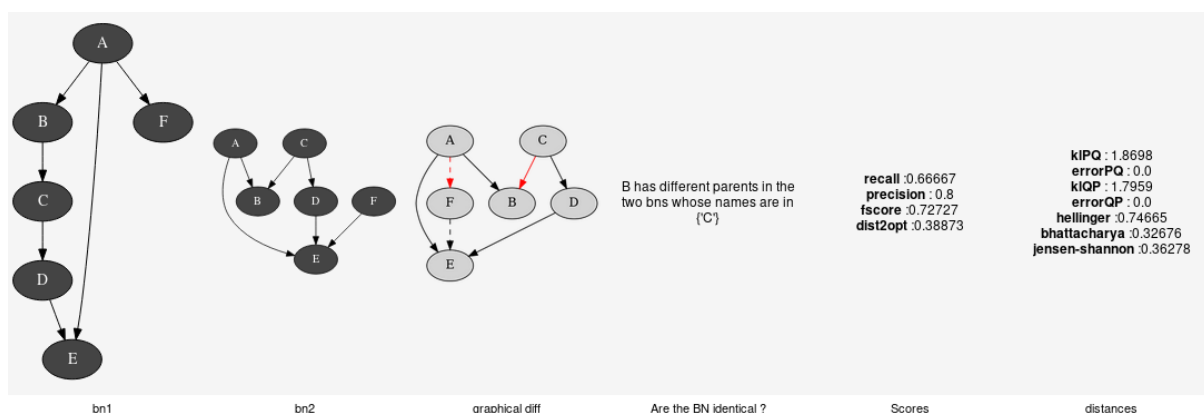 A
B
F
C
D
E
A
C
B
D
F
E
A
C
F
B
D
E
B has different parents in the
two bns whose names are in
{'C'}
recall :0.66667
precision : 0.8
fscore :0.72727
dist2opt :0.38873
klPQ : 1.8698
errorPQ : 0.0
klQP : 1.7959
errorQP : 0.0
hellinger :0.74665
bhattacharya :0.32676
jensen-shannon :0.36278
bn1
bn2
graphical diff
Are the BN identical ?
Scores
distances